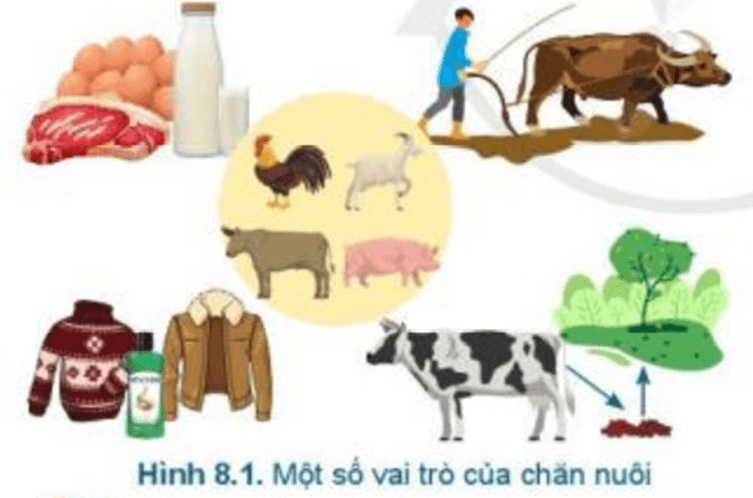 Hình 8.1. Một số vai trò của chăn nuôi